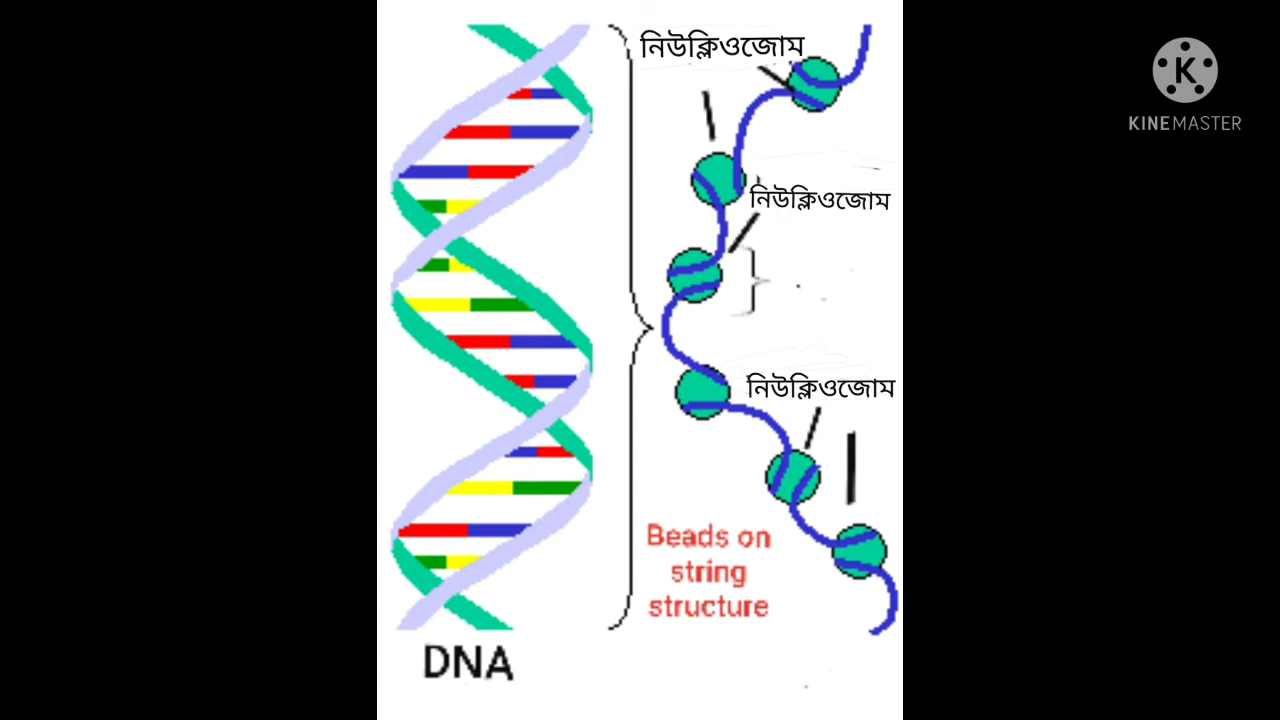 নিউক্লিওজোম
নিউক্লিওজোম
নিউক্লিওজোম
Beads on
string
structure
DNA
K
KINEMASTER